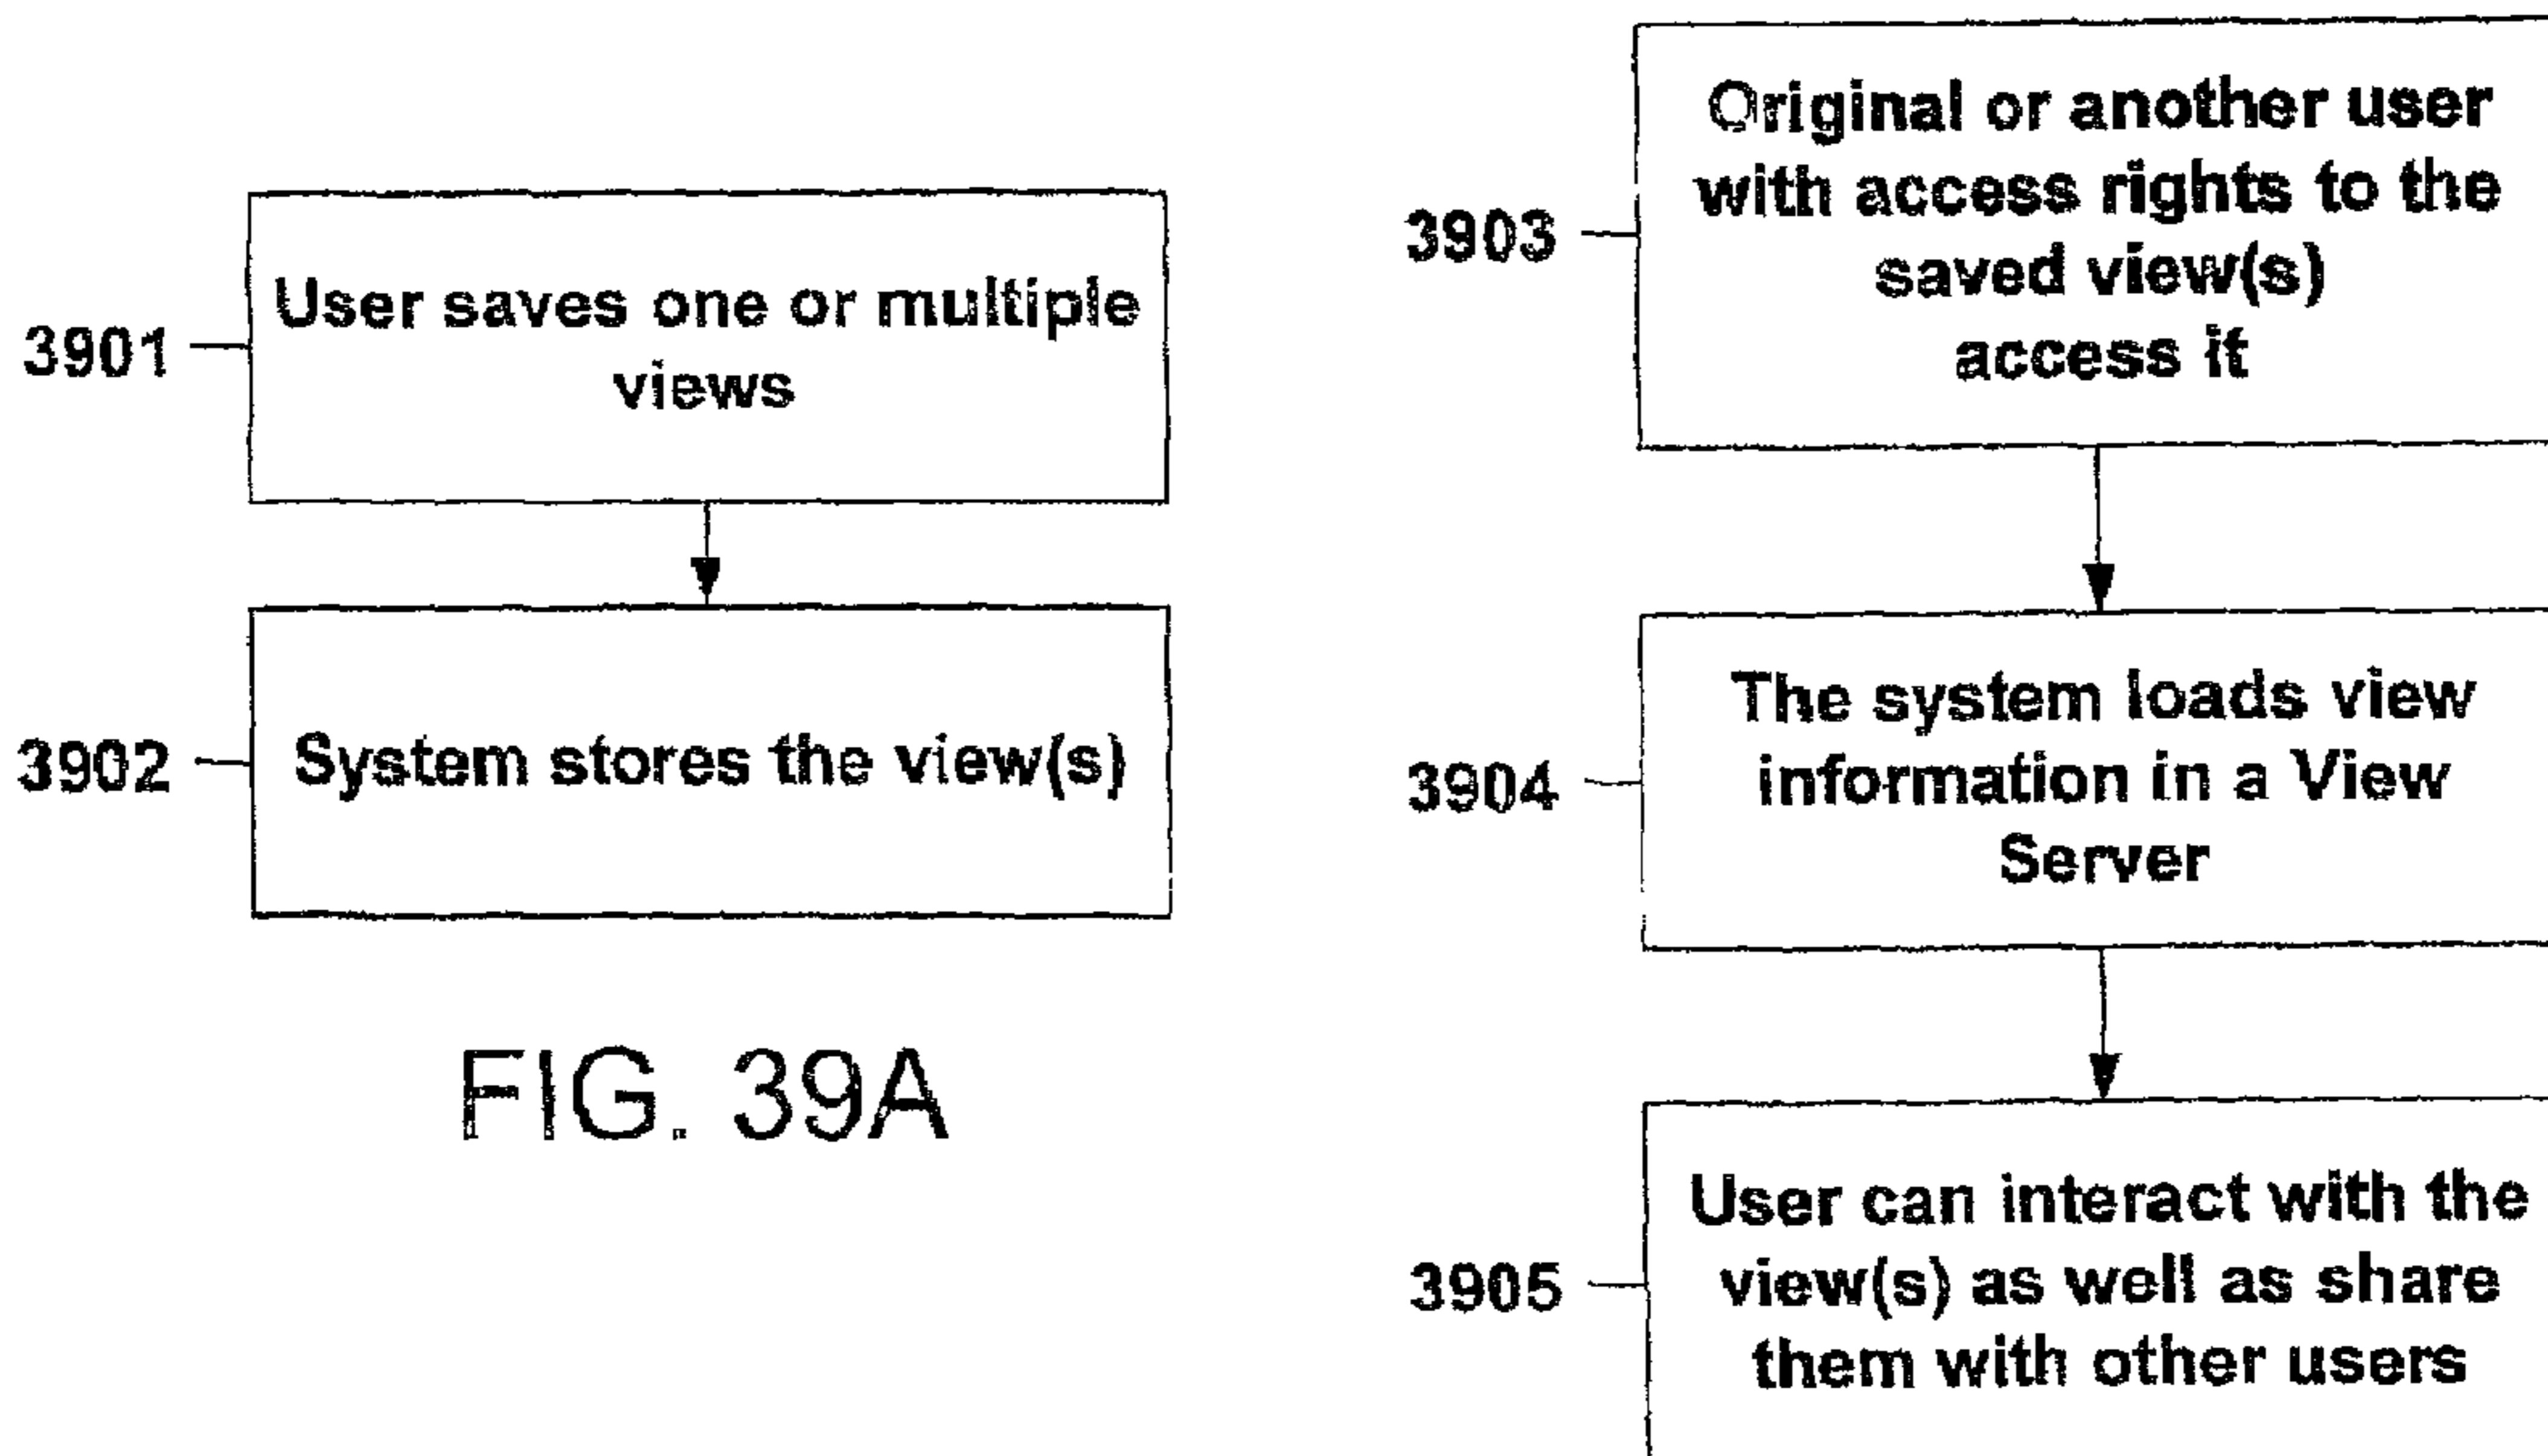 3901
User saves one or multiple
views
3902
System stores the view(s)
FIG. 39A
3903
Original or another user
with access rights to the
saved view(s)
access it
3904
The system loads view
information in a View
Server
3905
User can interact with the
view(s) as well as share
them with other users